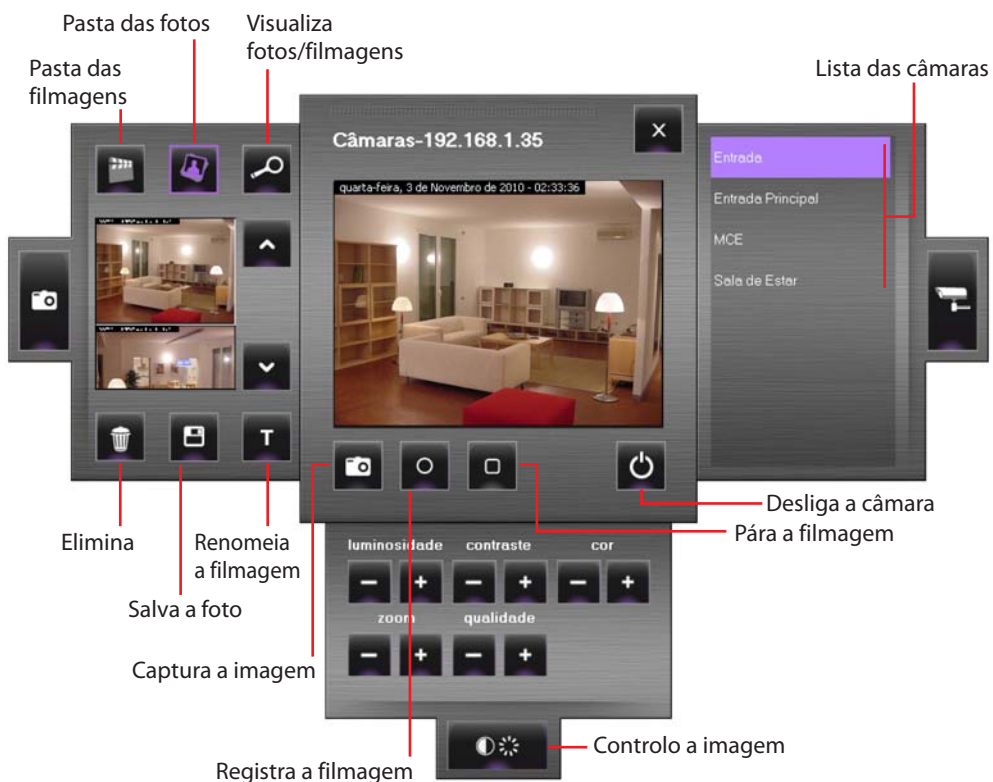 Pasta das fotos
Visualiza
fotos/filmagens
Pasta das
filmagens
Lista das câmaras
Câmaras-192.168.1.35
X
quarta-feira, 3 de Novembro de 2010 - 02:33:36
Entrada
Entrada Principal
MCE
Sala de Estar
T
Desliga a câmara
Pára a filmagem
Elimina
Renomeia
a filmagem
Salva a foto
luminosidade contraste cor
- + - + - +
zoom qualidade
- + - +
Captura a imagem
Controlo a imagem
Registra a filmagem